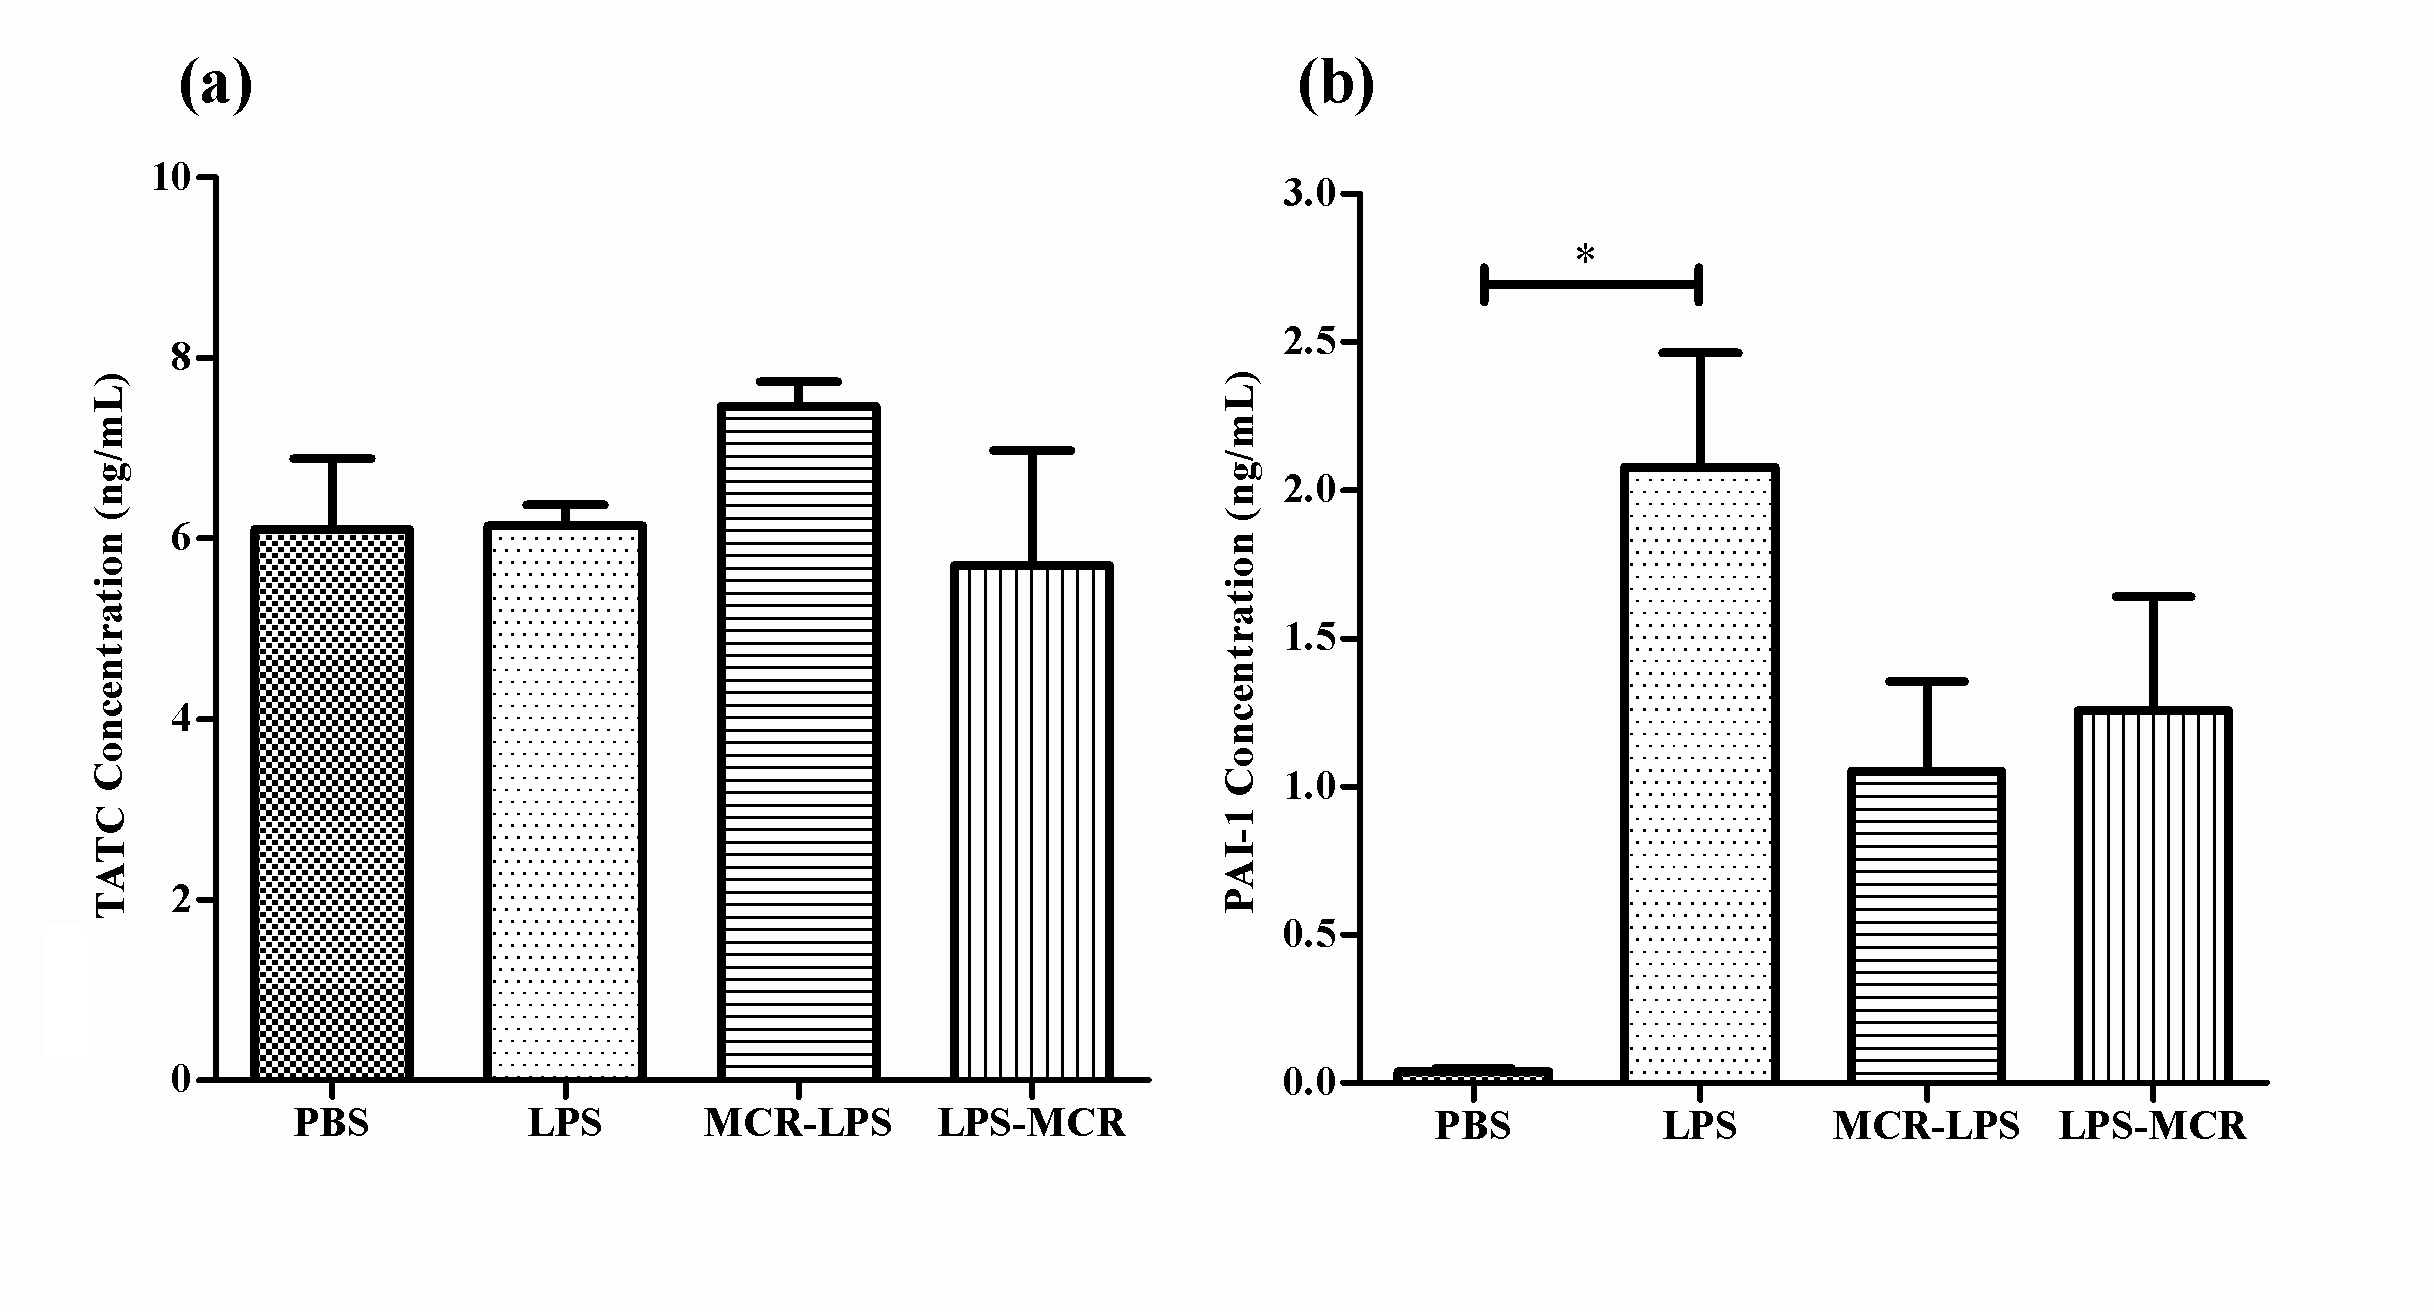 (a)
TATC Concentration (ng/mL)
10
8
6
4
2
0
PBS LPS MCR-LPS LPS-MCR
(b)
PAI-1 Concentration (ng/mL)
3.0
2.5
2.0
1.5
1.0
0.5
0.0
*
PBS LPS MCR-LPS LPS-MCR